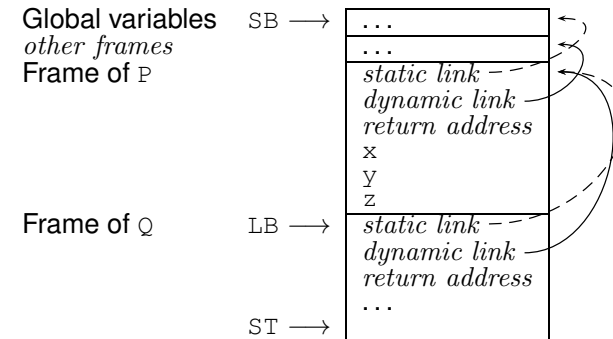 Global variables SB → ...
other frames ...
Frame of P static link
dynamic link
return address
x
y
z
Frame of Q LB → static link
dynamic link
return address
...
ST →